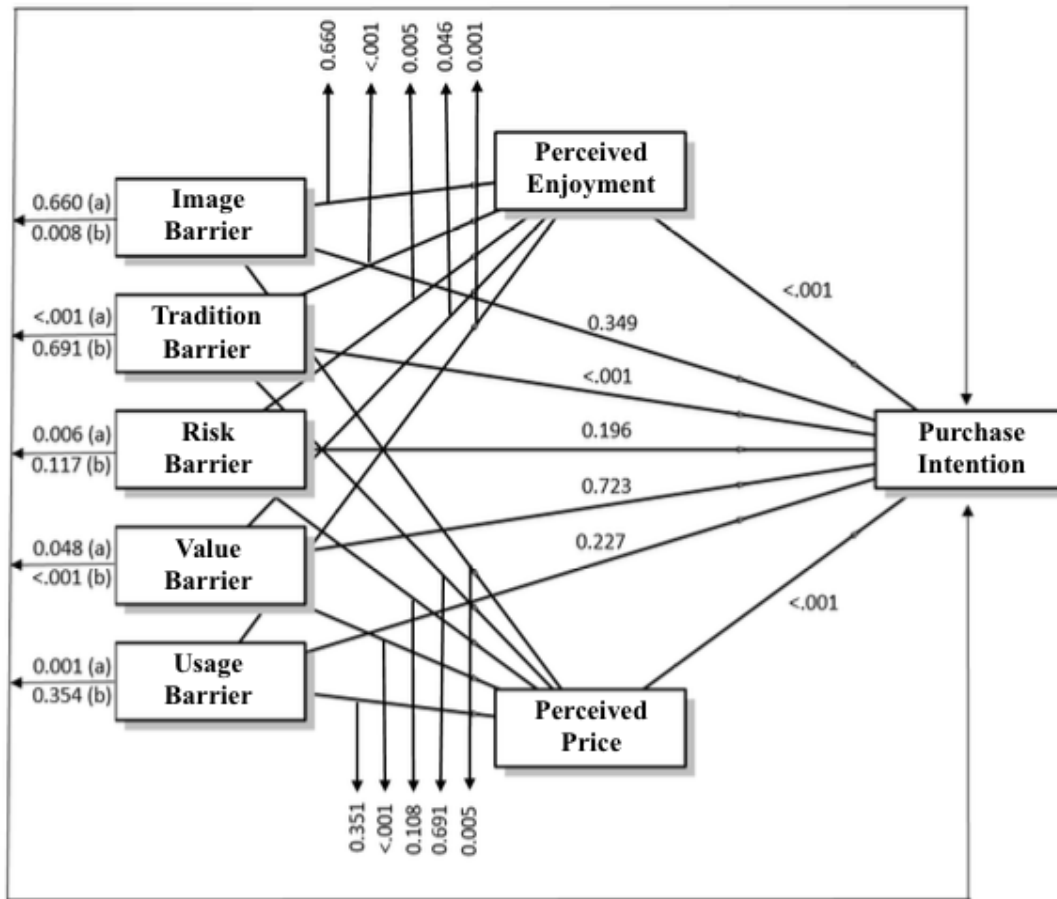 0.660
<.001
0.005
0.046
0.001
Perceived
Enjoyment
0.660 (a)
0.008 (b)
Image
Barrier
<.001 (a)
0.691 (b)
Tradition
Barrier
0.006 (a)
0.117 (b)
Risk
Barrier
0.048 (a)
<.001 (b)
Value
Barrier
0.001 (a)
0.354 (b)
Usage
Barrier
<.001
0.349
<.001
0.196
0.723
0.227
<.001
Purchase
Intention
Perceived
Price
0.351
<.001
0.108
0.691
0.005